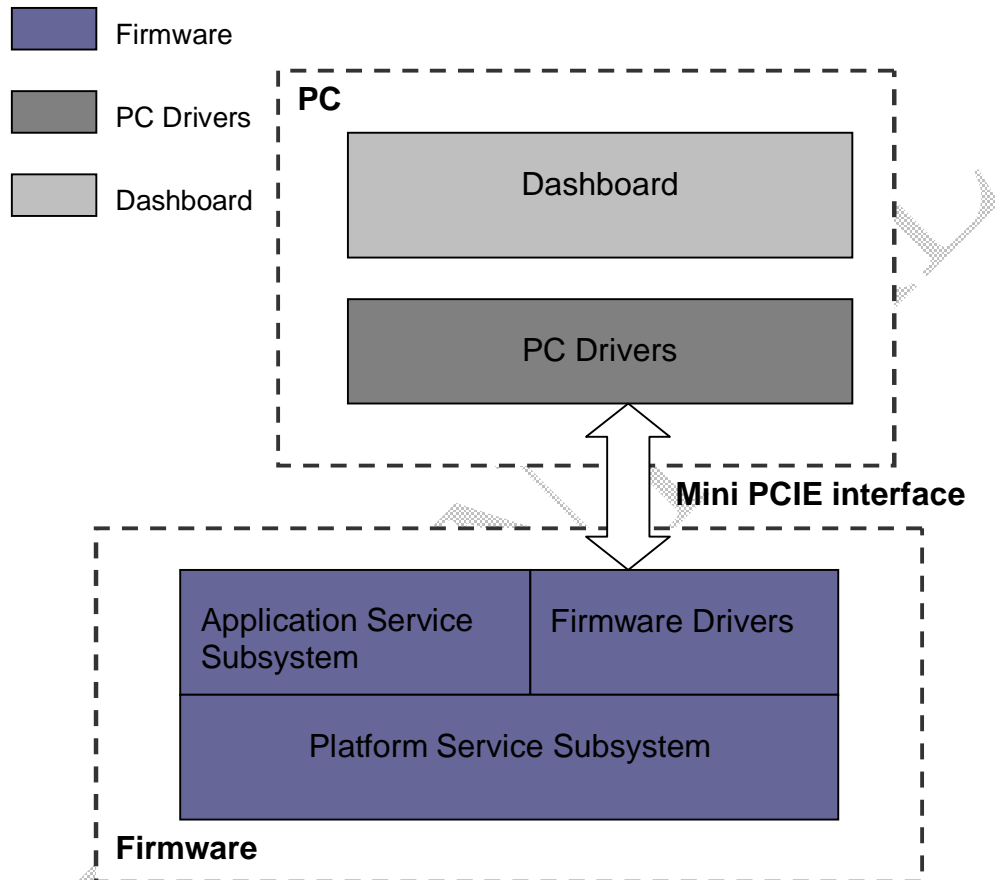 Firmware
PC Drivers
Dashboard
PC
Dashboard
PC Drivers
Mini PCIE interface
Application Service
Subsystem
Firmware Drivers
Platform Service Subsystem
Firmware